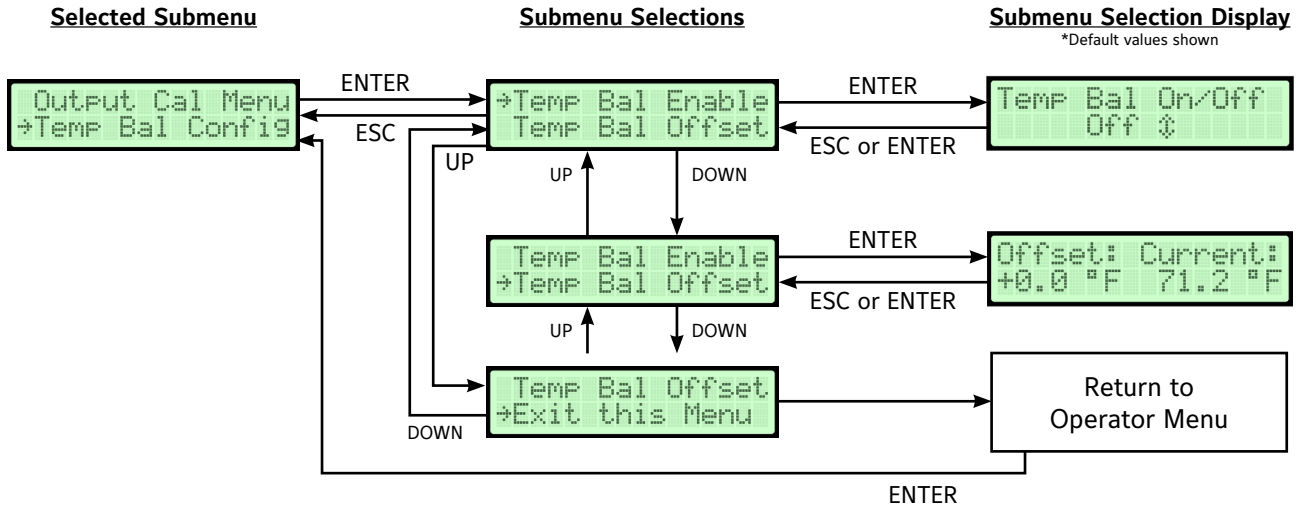 Selected Submenu
Submenu Selections
Submenu Selection Display
*Default values shown
Output Cal Menu
→Temp Bal Config
ENTER
ESC
→Temp Bal Enable
Temp Bal Offset
ENTER
ESC or ENTER
Temp Bal On/Off
Off ↕
UP
UP
DOWN
Temp Bal Enable
→Temp Bal Offset
ENTER
ESC or ENTER
Offset: Current:
+0.0 °F 71.2 °F
UP
DOWN
Temp Bal Offset
→Exit this Menu
DOWN
Return to
Operator Menu
ENTER